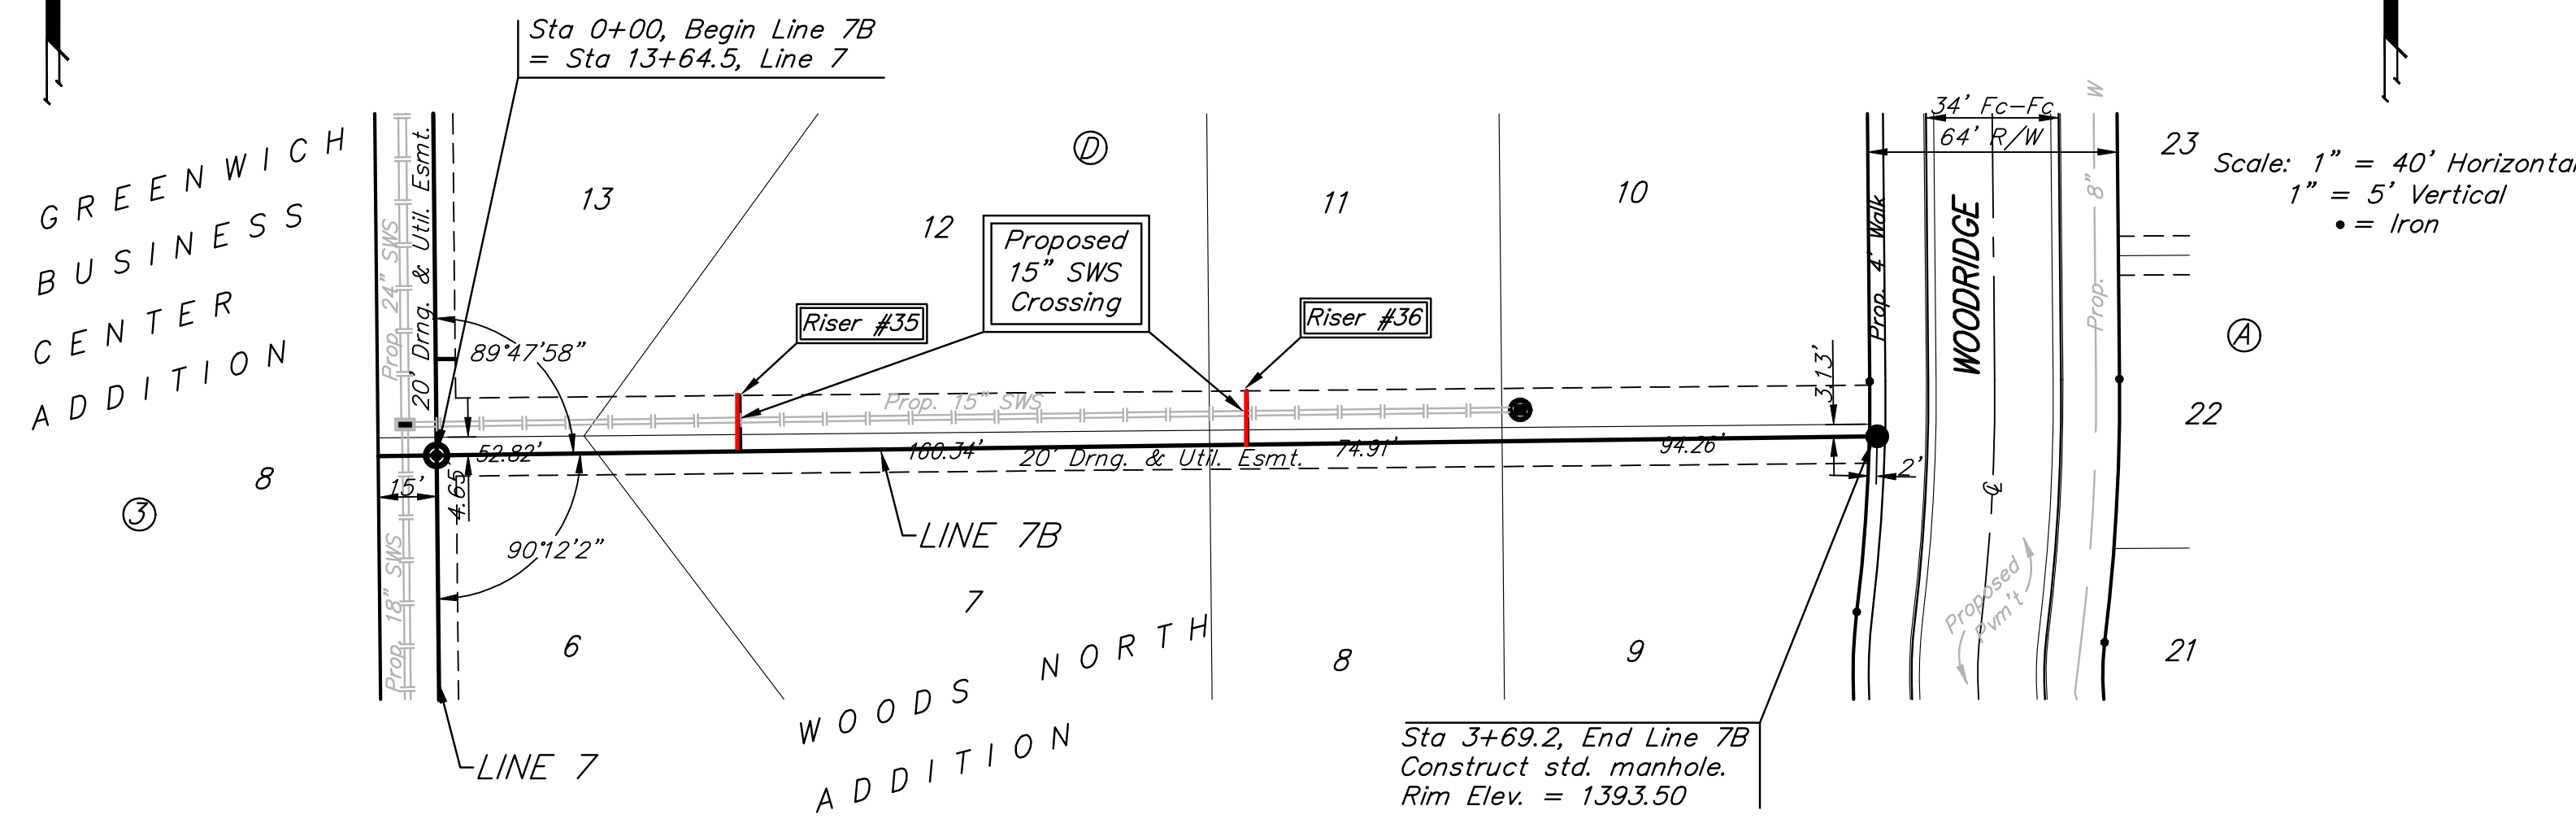 Sta 0+00, Begin Line 7B
= Sta 13+64.5, Line 7
GREENWICH
BUSINESS
CENTER
ADDITION
Prop. 24" SWS
20' Drng. & Util. Esmt.
13
D
12
11
10
34' Fc-Fc
64' R/W
W
23
Scale: 1" = 40' Horizontal
1" = 5' Vertical
• = Iron
Proposed
15" SWS
Crossing
Riser #35
Riser #36
Prop. 4' Walk
WOODRIDGE
Prop. 8"
A
22
89°47'58"
Prop. 15" SWS
3.13'
52.82'
160.34'
20' Drng. & Util. Esmt.
74.91'
94.26'
2'
8
3
15'
4.65'
LINE 7B
90°12'2"
℄
Prop. 18" SWS
6
7
8
9
Proposed
Pvm't
21
WOODS NORTH
ADDITION
LINE 7
Sta 3+69.2, End Line 7B
Construct std. manhole.
Rim Elev. = 1393.50